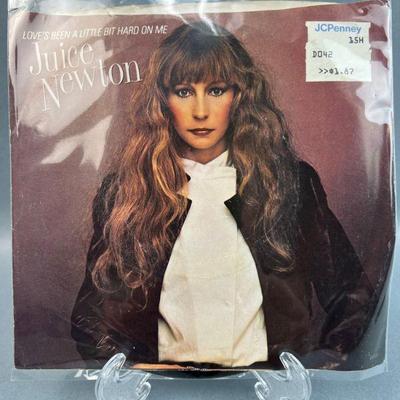 LOVE'S BEEN A LITTLE BIT HARD ON ME
Juice
Newton
JCPenney
15H
D042
>>$1.87